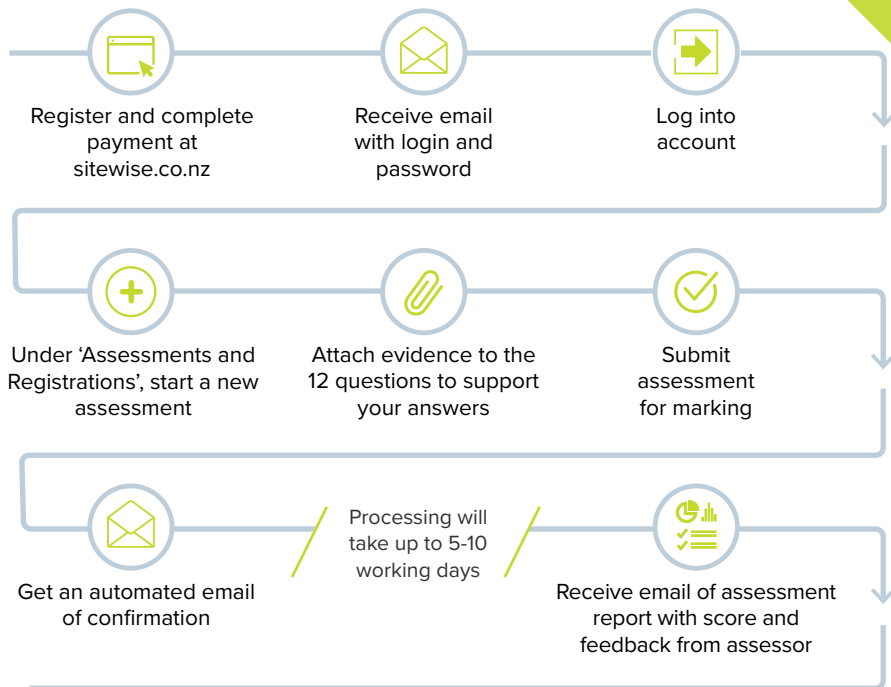 Register and complete
payment at
sitewise.co.nz
Receive email
with login and
password
Log into
account
Under ‘Assessments and
Registrations’, start a new
assessment
Attach evidence to the
12 questions to support
your answers
Submit
assessment
for marking
Get an automated email
of confirmation
Processing will
take up to 5-10
working days
Receive email of assessment
report with score and
feedback from assessor